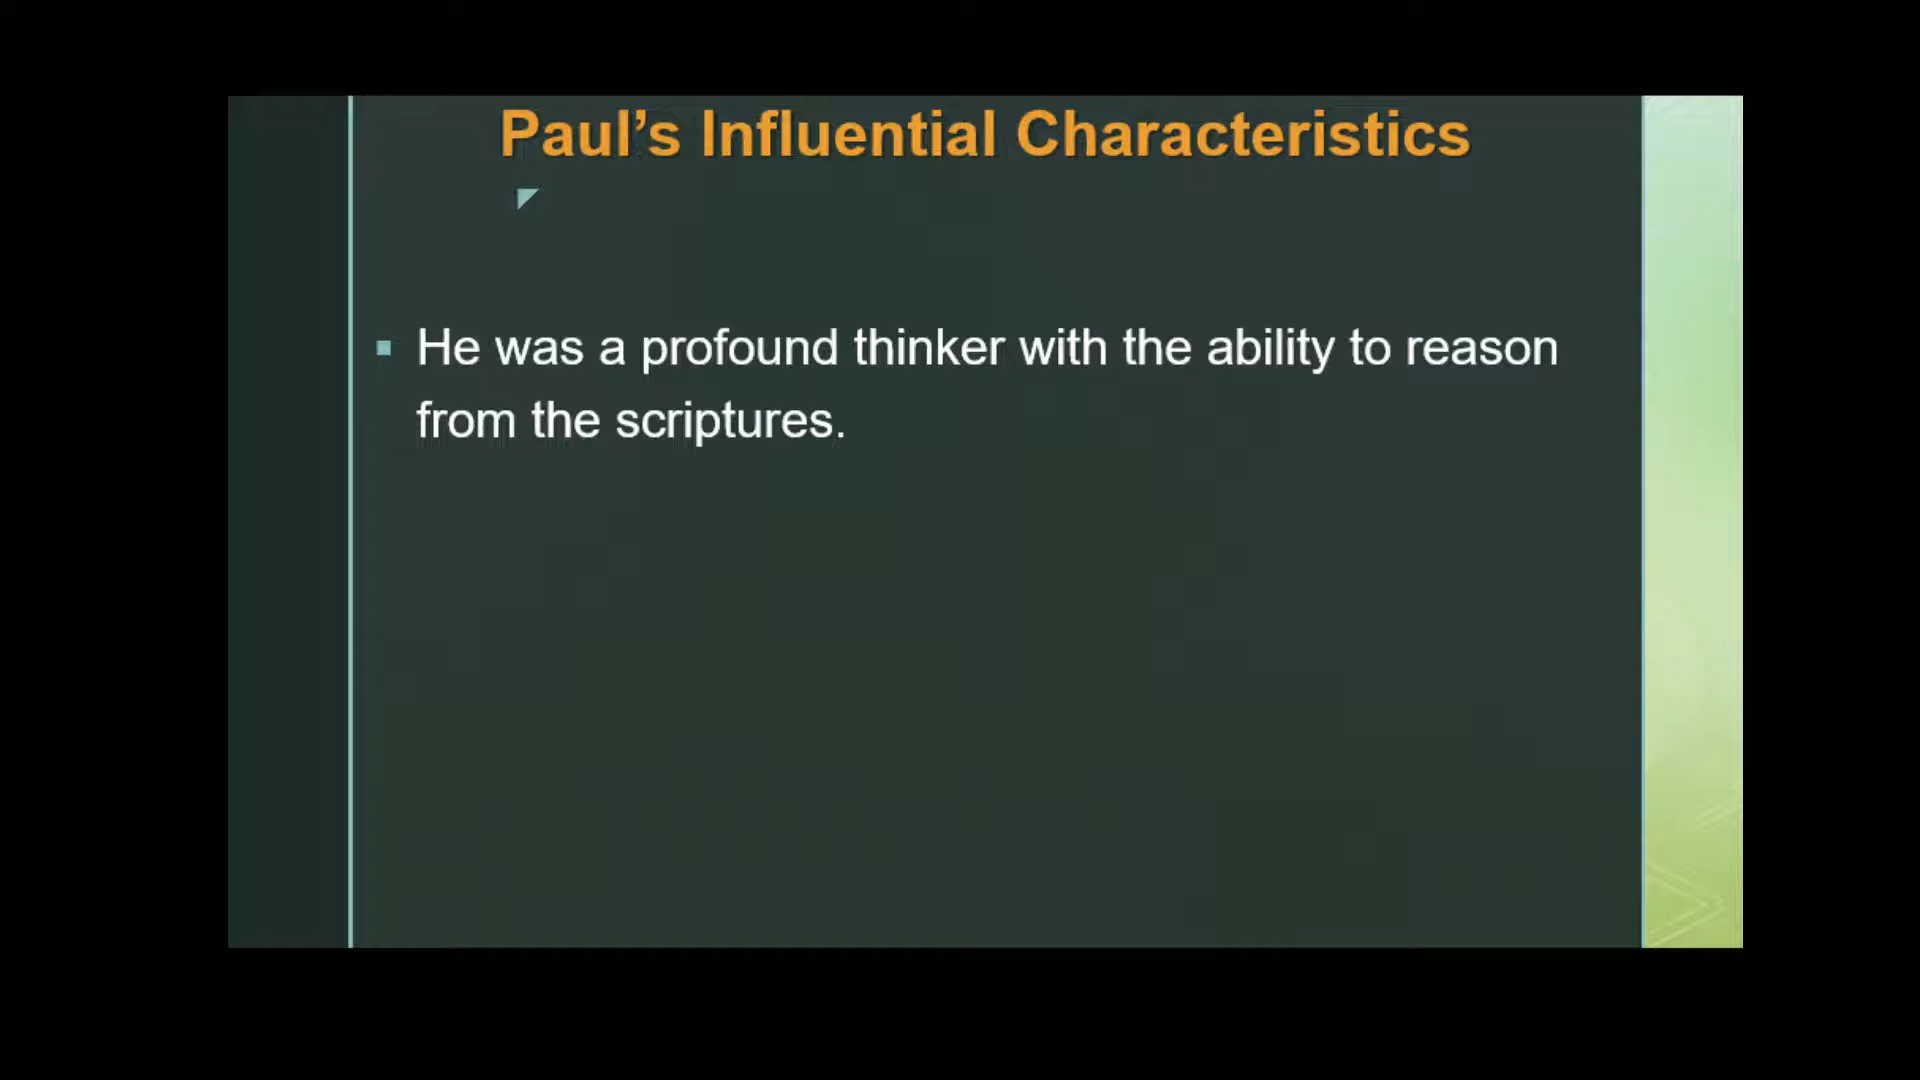 Paul’s Influential Characteristics
He was a profound thinker with the ability to reason
from the scriptures.